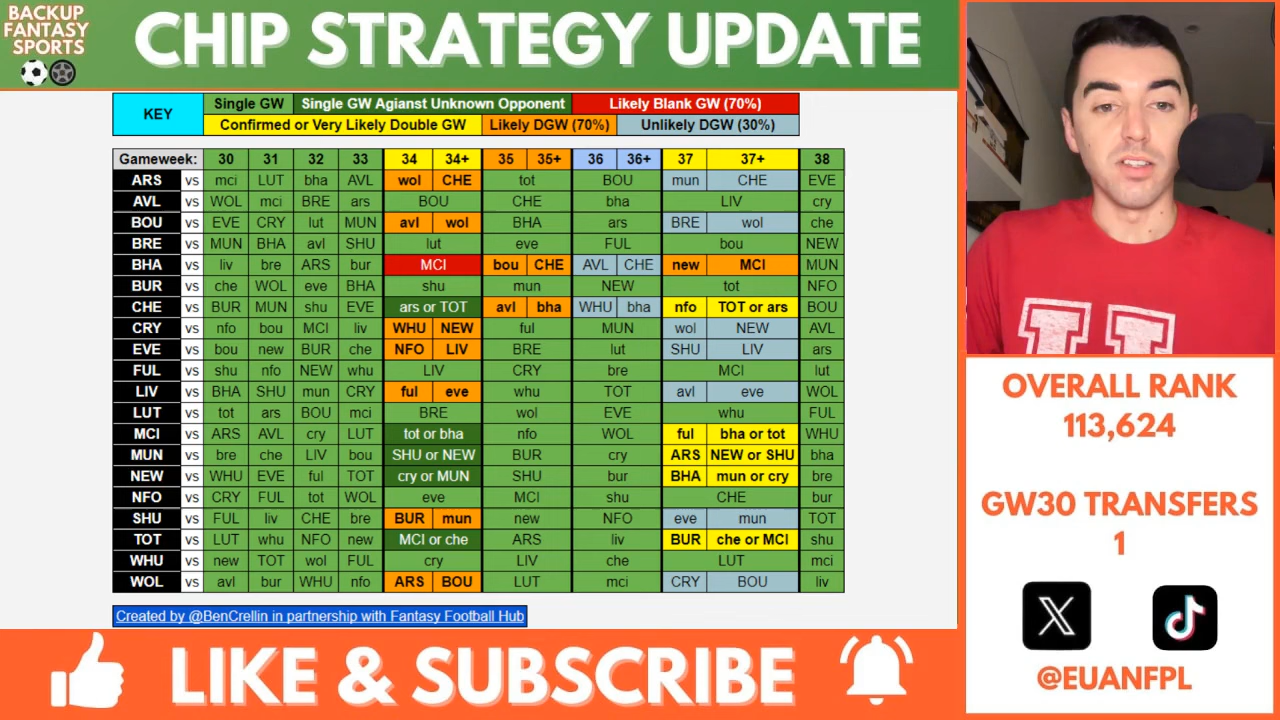 BACKUP
FANTASY
SPORTS
CHIP STRATEGY UPDATE
KEY
Single GW Single GW Agianst Unknown Opponent Likely Blank GW (70%)
Confirmed or Very Likely Double GW Likely DGW (70%) Unlikely DGW (30%)
Gameweek: 30 31 32 33 34 34+ 35 35+ 36 36+ 37 37+ 38
ARS vs mci LUT bha AVL wol CHE tot BOU mun CHE EVE
AVL vs WOL mci BRE ars BOU CHE bha LIV cry
BOU vs EVE CRY lut MUN avl wol BHA ars BRE wol che
BRE vs MUN BHA avl SHU lut eve FUL bou NEW
BHA vs liv bre ARS bur MCI bou CHE AVL CHE new MCI MUN
BUR vs che WOL eve BHA shu mun NEW tot NFO
CHE vs BUR MUN shu EVE ars or TOT avl bha WHU bha nfo TOT or ars BOU
CRY vs nfo bou MCI liv WHU NEW ful MUN wol NEW AVL
EVE vs bou new BUR che NFO LIV BRE lut SHU LIV ars
FUL vs shu nfo NEW whu LIV CRY bre MCI lut
LIV vs BHA SHU mun CRY ful eve whu TOT avl eve WOL
LUT vs tot ars BOU mci BRE wol EVE whu FUL
MCI vs ARS AVL cry LUT tot or bha nfo WOL ful bha or tot WHU
MUN vs bre che LIV bou SHU or NEW BUR cry ARS NEW or SHU bha
NEW vs WHU EVE ful TOT cry or MUN SHU bur BHA mun or cry bre
NFO vs CRY FUL tot WOL eve MCI shu CHE bur
SHU vs FUL liv CHE bre BUR mun new NFO eve mun TOT
TOT vs LUT whu NFO new MCI or che ARS liv BUR che or MCI shu
WHU vs new TOT wol FUL cry LIV che LUT mci
WOL vs avl bur WHU nfo ARS BOU LUT mci CRY BOU liv
Created by @BenCrellin in partnership with Fantasy Football Hub
LIKE & SUBSCRIBE
OVERALL RANK
113,624
GW30 TRANSFERS
1
@EUANFPL